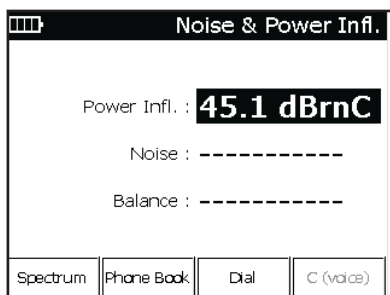 Noise & Power Infl.
Power Infl. : 45.1 dBrnC
Noise : -----------
Balance : -----------
Spectrum Phone Book Dial C (voice)